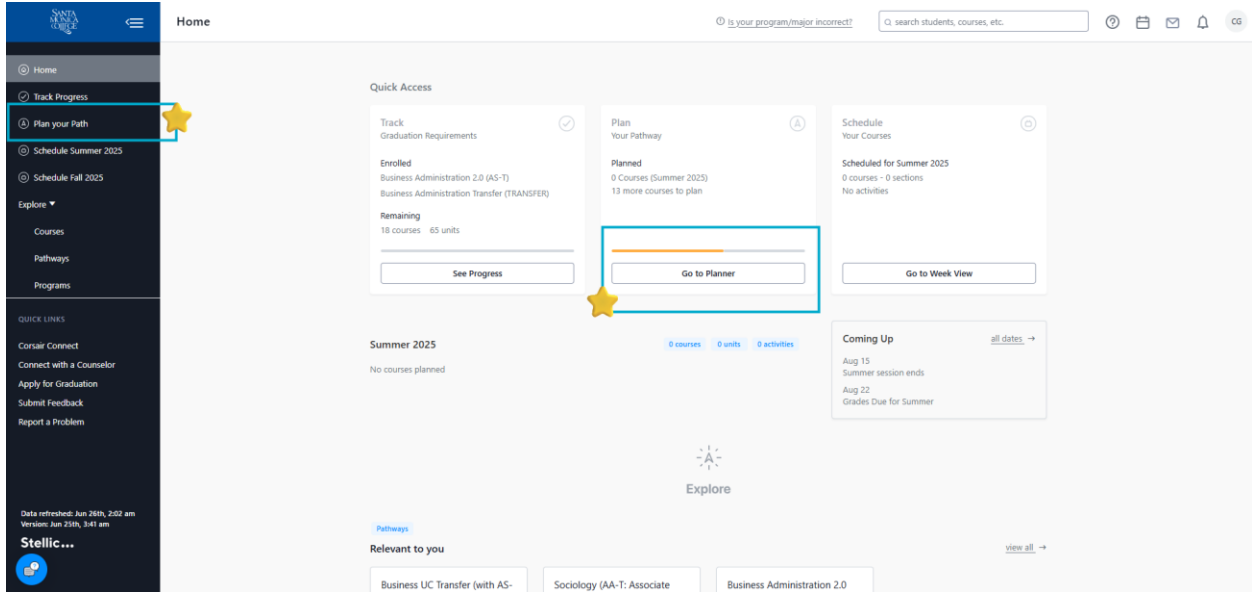 SANTA
MONICA
COLLEGE
Home
Is your program/major incorrect?
search students, courses, etc.
CG
Home
Track Progress
Plan your Path
Schedule Summer 2025
Schedule Fall 2025
Explore
Courses
Pathways
Programs
QUICK LINKS
Corsair Connect
Connect with a Counselor
Apply for Graduation
Submit Feedback
Report a Problem
Data refreshed: Jun 26th, 2:02 am
Version: Jun 25th, 3:41 am
Stellic...
Quick Access
Track
Graduation Requirements
Enrolled
Business Administration 2.0 (AS-T)
Business Administration Transfer (TRANSFER)
Remaining
18 courses 65 units
See Progress
Plan
Your Pathway
Planned
0 Courses (Summer 2025)
13 more courses to plan
Go to Planner
Schedule
Your Courses
Scheduled for Summer 2025
0 courses - 0 sections
No activities
Go to Week View
Summer 2025
0 courses 0 units 0 activities
No courses planned
Coming Up
all dates →
Aug 15
Summer session ends
Aug 22
Grades Due for Summer
A
Explore
Pathways
Relevant to you
view all →
Business UC Transfer (with AS-
Sociology (AA-T: Associate
Business Administration 2.0